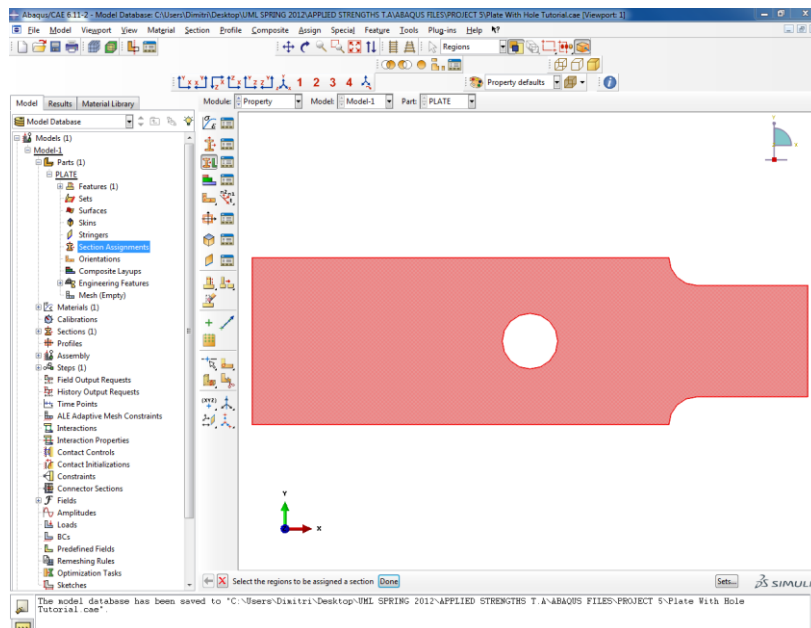 Abaqus/CAE 6.11-2 - Model Database: C:\Users\Dimitri\Desktop\UML SPRING 2012\APPLIED STRENGTHS T.A\ABAQUS FILES\PROJECT 5\Plate With Hole Tutorial.cae [Viewport: 1]
File Model Viewport View Material Section Profile Composite Assign Special Feature Tools Plug-ins Help
Regions
1 2 3 4 Property defaults
Model Results Material Library Module: Property Model: Model-1 Part: PLATE
Model Database
Models (1)
Model-1
Parts (1)
PLATE
Features (1)
Sets
Surfaces
Skins
Stringers
Section Assignments
Orientations
Composite Layups
Engineering Features
Mesh (Empty)
Materials (1)
Calibrations
Sections (1)
Profiles
Assembly
Steps (1)
Field Output Requests
History Output Requests
Time Points
ALE Adaptive Mesh Constraints
Interactions
Interaction Properties
Contact Controls
Contact Initializations
Constraints
Connector Sections
Fields
Amplitudes
Loads
BCs
Predefined Fields
Remeshing Rules
Optimization Tasks
Sketches
(XYZ)
Y
X
Select the regions to be assigned a section Done Sets... SIMULI
The model database has been saved to "C:\Users\Dimitri\Desktop\UML SPRING 2012\APPLIED STRENGTHS T.A\ABAQUS FILES\PROJECT 5\Plate With Hole
Tutorial.cae".